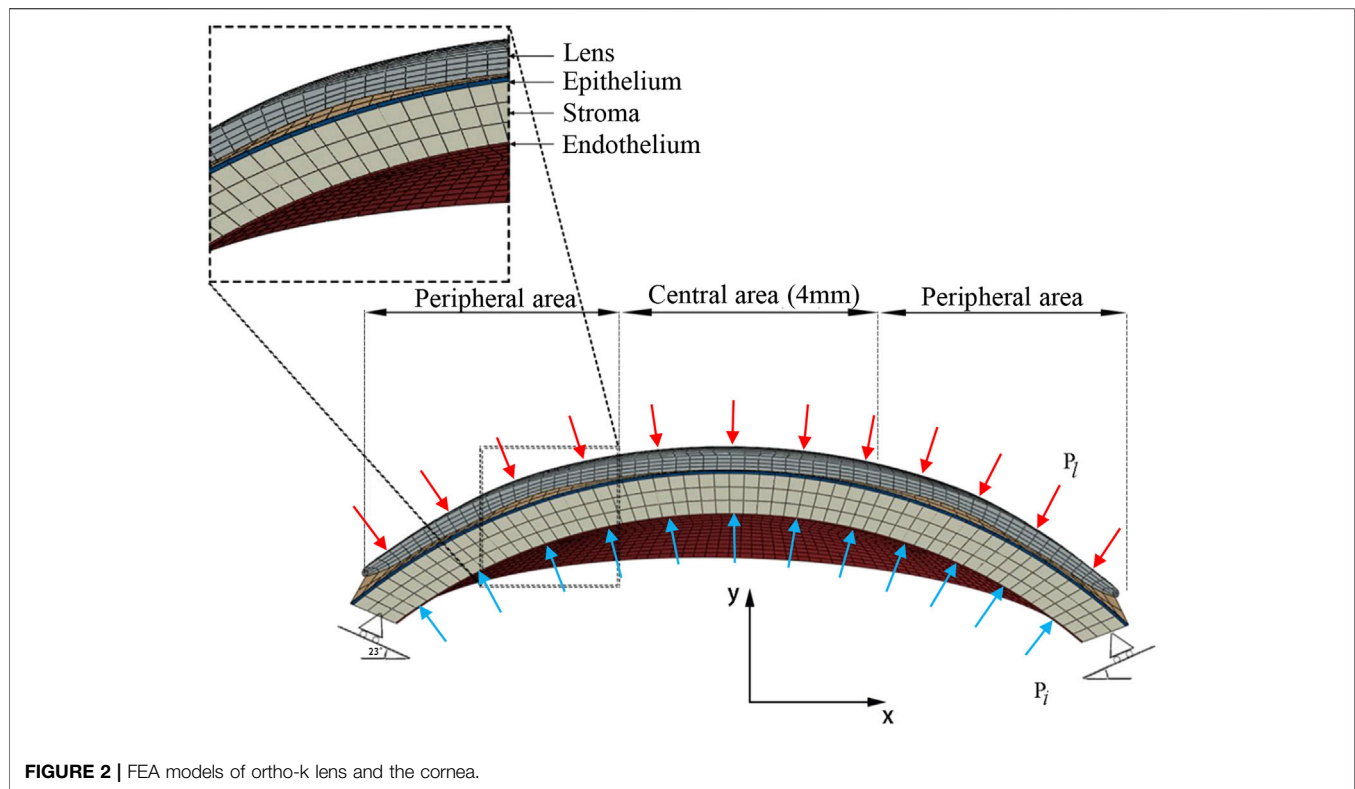 Lens
Epithelium
Stroma
Endothelium
Peripheral area
Central area (4mm)
Peripheral area
Pl
y
23°
Pi
x
FIGURE 2 | FEA models of ortho-k lens and the cornea.